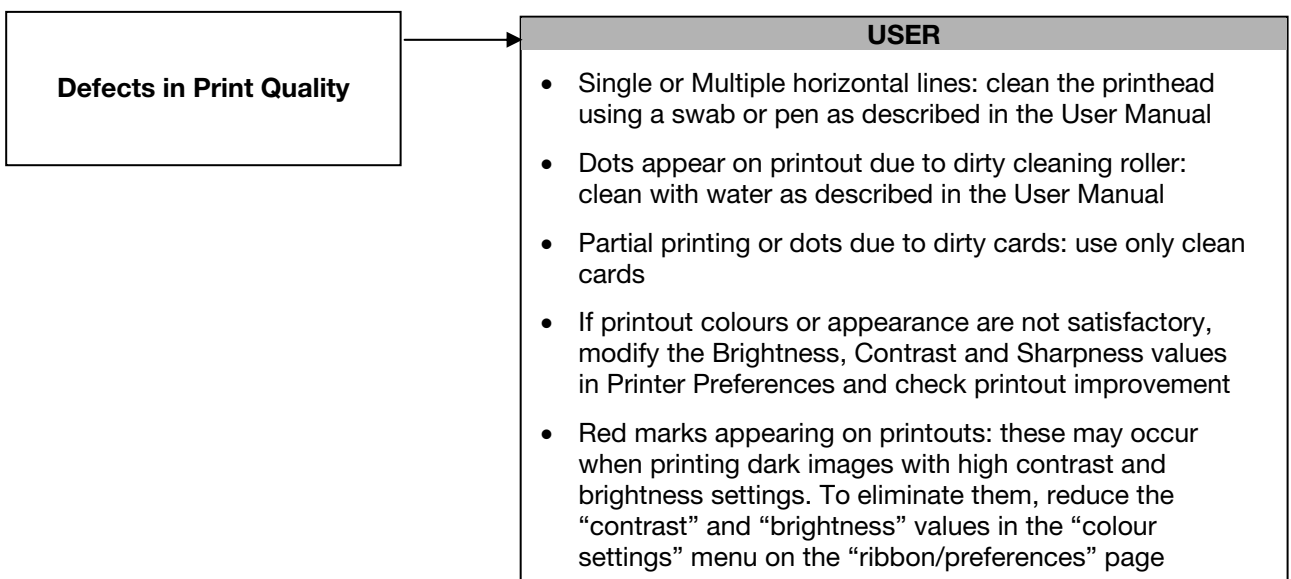 Defects in Print Quality
USER
• Single or Multiple horizontal lines: clean the printhead
using a swab or pen as described in the User Manual
• Dots appear on printout due to dirty cleaning roller:
clean with water as described in the User Manual
• Partial printing or dots due to dirty cards: use only clean
cards
• If printout colours or appearance are not satisfactory,
modify the Brightness, Contrast and Sharpness values
in Printer Preferences and check printout improvement
• Red marks appearing on printouts: these may occur
when printing dark images with high contrast and
brightness settings. To eliminate them, reduce the
“contrast” and “brightness” values in the “colour
settings” menu on the “ribbon/preferences” page